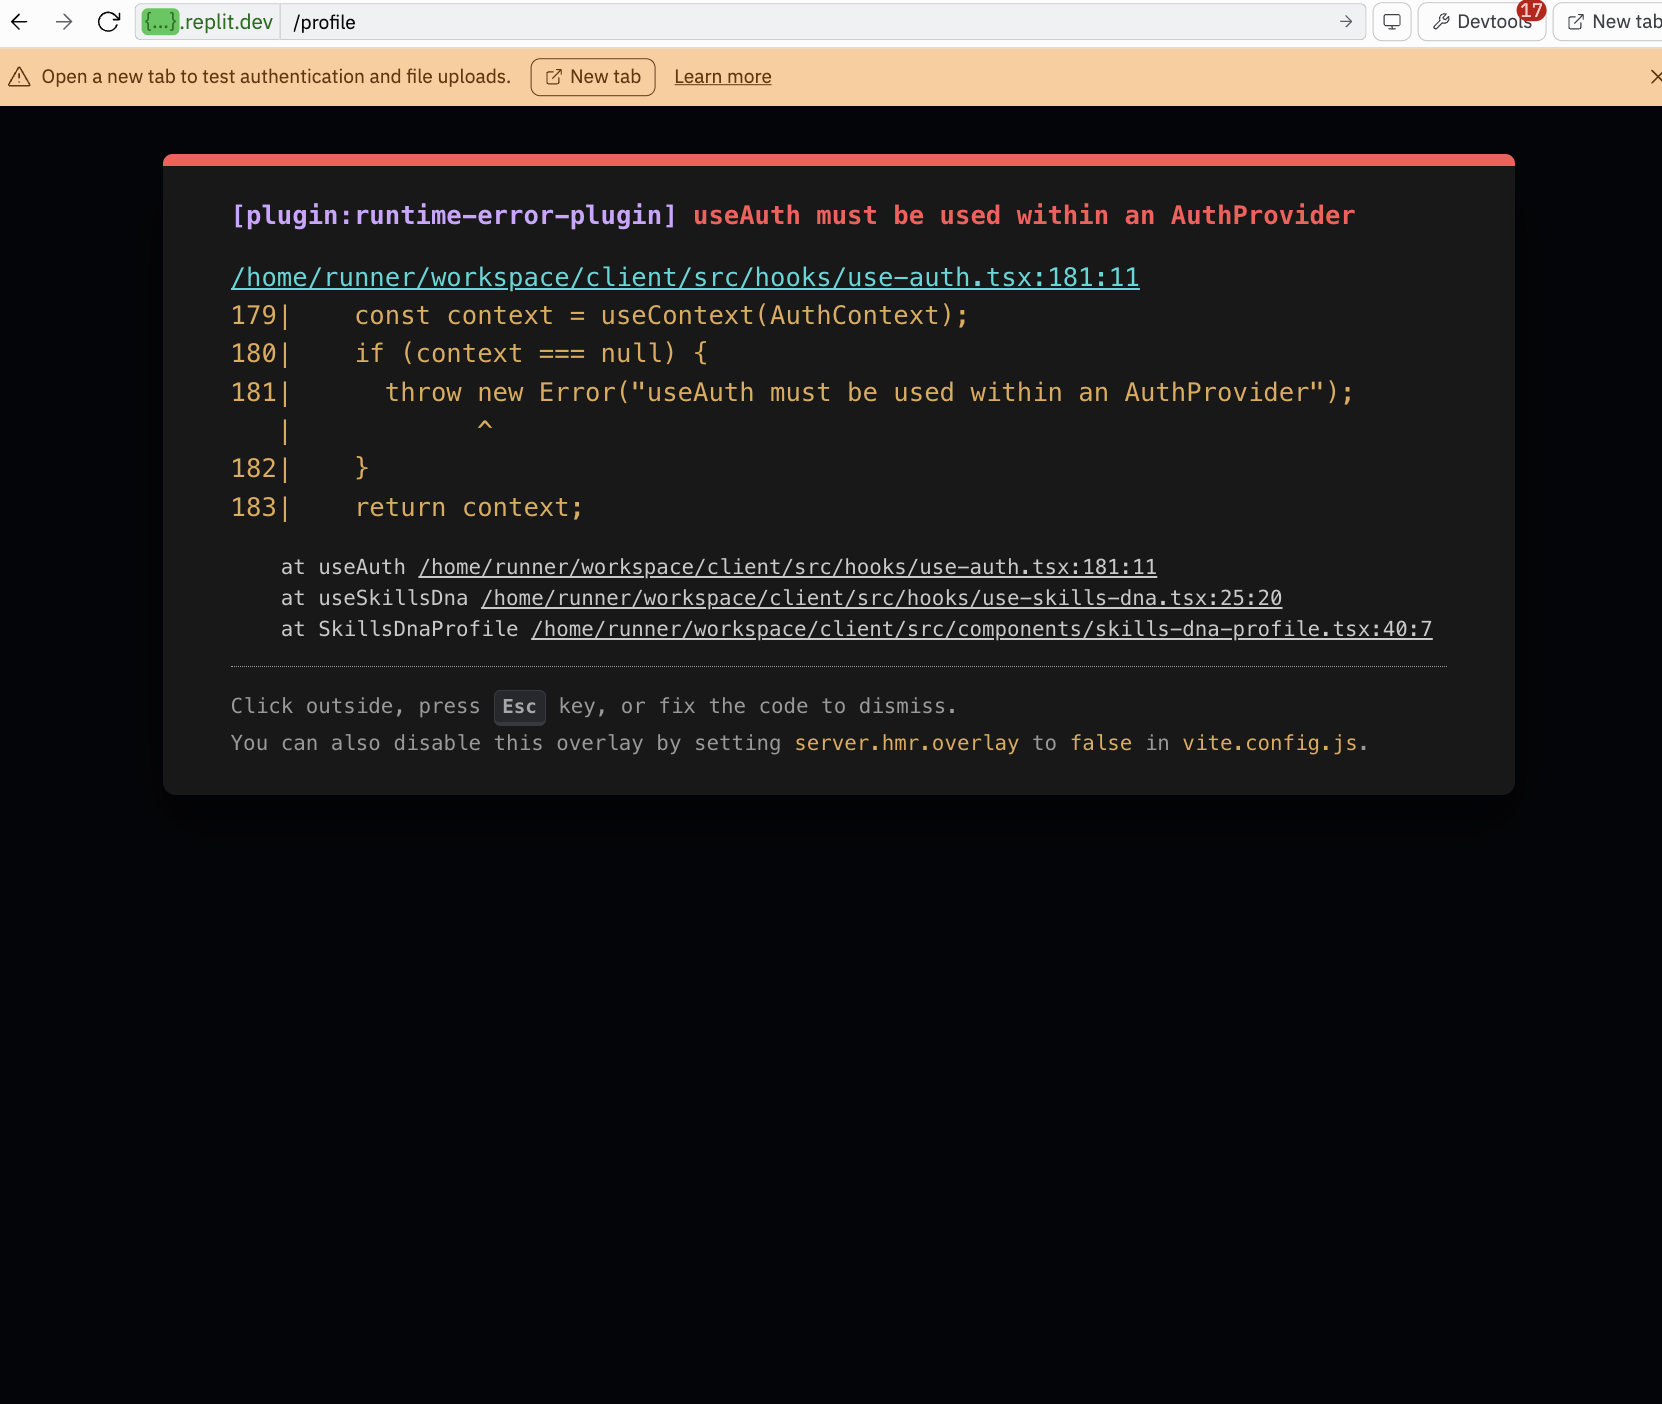 {...}.replit.dev /profile Devtools 17 New tab
Open a new tab to test authentication and file uploads. New tab Learn more
[plugin:runtime-error-plugin] useAuth must be used within an AuthProvider
/home/runner/workspace/client/src/hooks/use-auth.tsx:181:11
179|    const context = useContext(AuthContext);
180|    if (context === null) {
181|      throw new Error("useAuth must be used within an AuthProvider");
   |            ^
182|    }
183|    return context;
at useAuth /home/runner/workspace/client/src/hooks/use-auth.tsx:181:11
at useSkillsDna /home/runner/workspace/client/src/hooks/use-skills-dna.tsx:25:20
at SkillsDnaProfile /home/runner/workspace/client/src/components/skills-dna-profile.tsx:40:7
Click outside, press Esc key, or fix the code to dismiss.
You can also disable this overlay by setting server.hmr.overlay to false in vite.config.js.